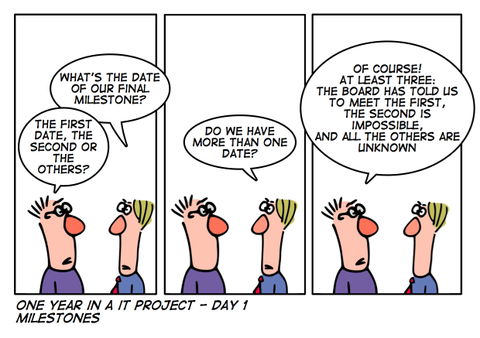 WHAT'S THE DATE
OF OUR FINAL
MILESTONE?
THE FIRST
DATE, THE
SECOND OR
THE
OTHERS?
DO WE HAVE
MORE THAN ONE
DATE?
OF COURSE!
AT LEAST THREE:
THE BOARD HAS TOLD US
TO MEET THE FIRST,
THE SECOND IS
IMPOSSIBLE,
AND ALL THE OTHERS ARE
UNKNOWN
ONE YEAR IN A IT PROJECT - DAY 1
MILESTONES